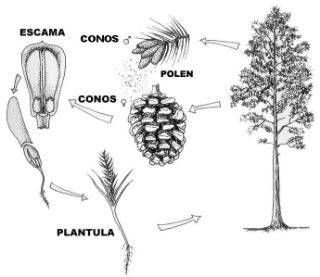 ESCAMA
CONOS ♂
POLEN
CONOS ♀
PLANTULA